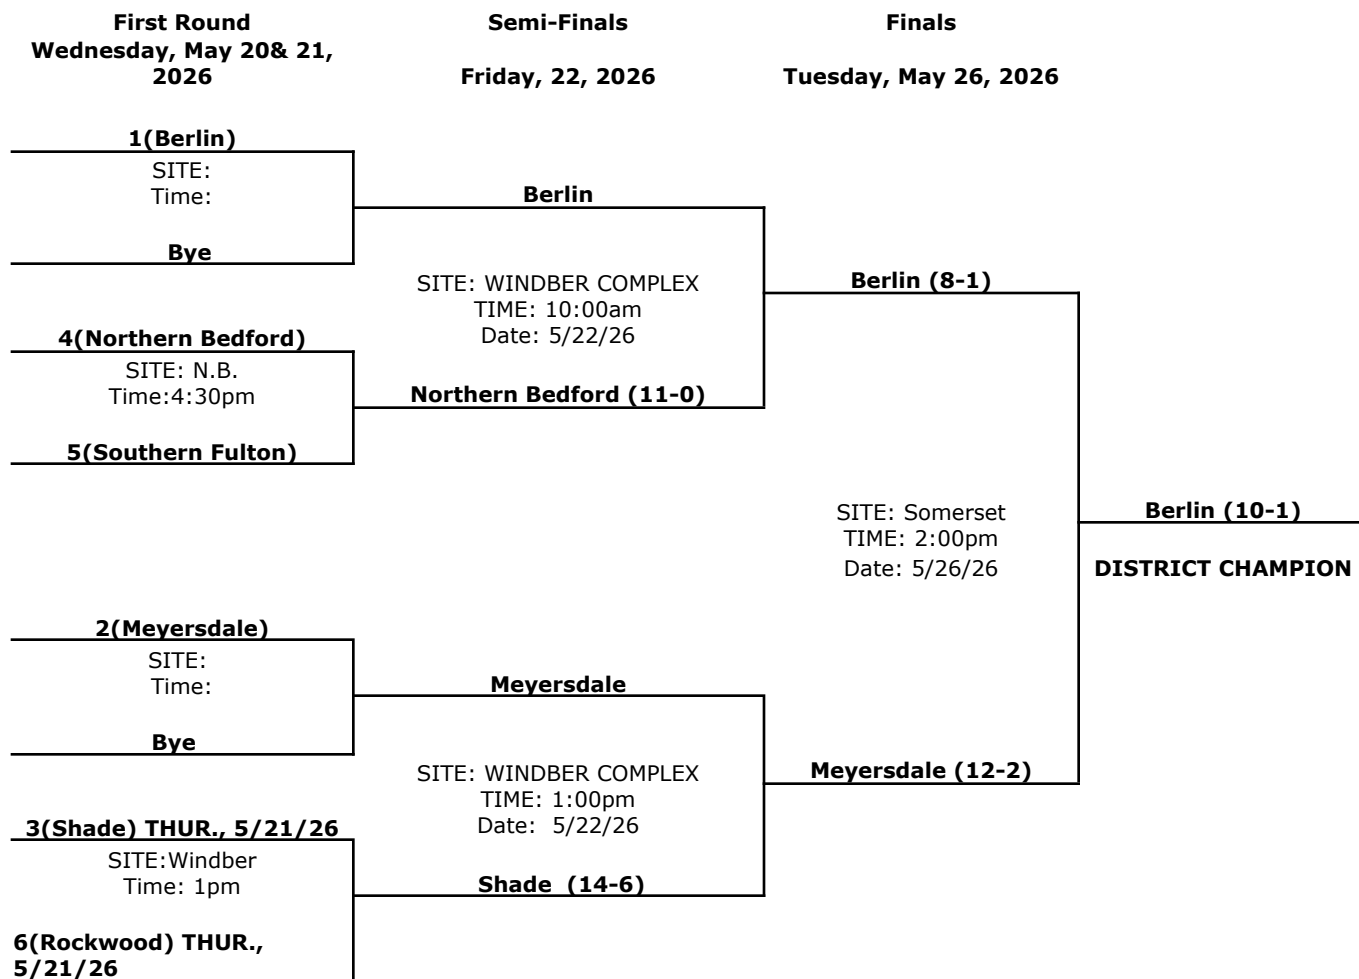 First Round
Wednesday, May 20& 21,
2026
Semi-Finals
Friday, 22, 2026
Finals
Tuesday, May 26, 2026
1(Berlin)
SITE:
Time:
Bye
Berlin
SITE: WINDBER COMPLEX
TIME: 10:00am
Date: 5/22/26
4(Northern Bedford)
SITE: N.B.
Time:4:30pm
Northern Bedford (11-0)
5(Southern Fulton)
Berlin (8-1)
SITE: Somerset
TIME: 2:00pm
Date: 5/26/26
Berlin (10-1)
DISTRICT CHAMPION
2(Meyersdale)
SITE:
Time:
Bye
Meyersdale
SITE: WINDBER COMPLEX
TIME: 1:00pm
Date:  5/22/26
Meyersdale (12-2)
3(Shade) THUR., 5/21/26
SITE:Windber
Time: 1pm
Shade  (14-6)
6(Rockwood) THUR.,
5/21/26